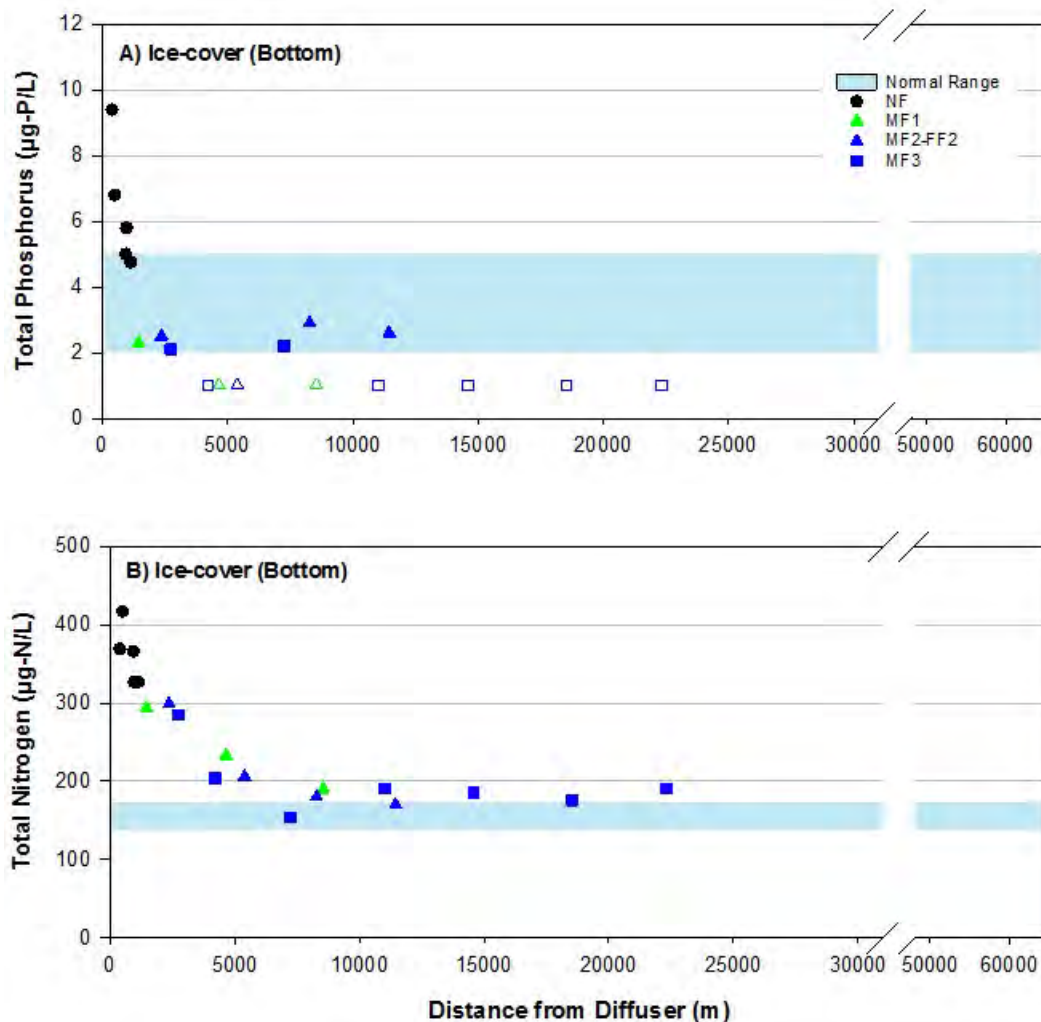 A) Ice-cover (Bottom)
Total Phosphorus (µg-P/L)
12
10
8
6
4
2
0
Normal Range
NF
MF1
MF2-FF2
MF3
0 5000 10000 15000 20000 25000 30000 50000 60000
B) Ice-cover (Bottom)
Total Nitrogen (µg-N/L)
500
400
300
200
100
0
0 5000 10000 15000 20000 25000 30000 50000 60000
Distance from Diffuser (m)